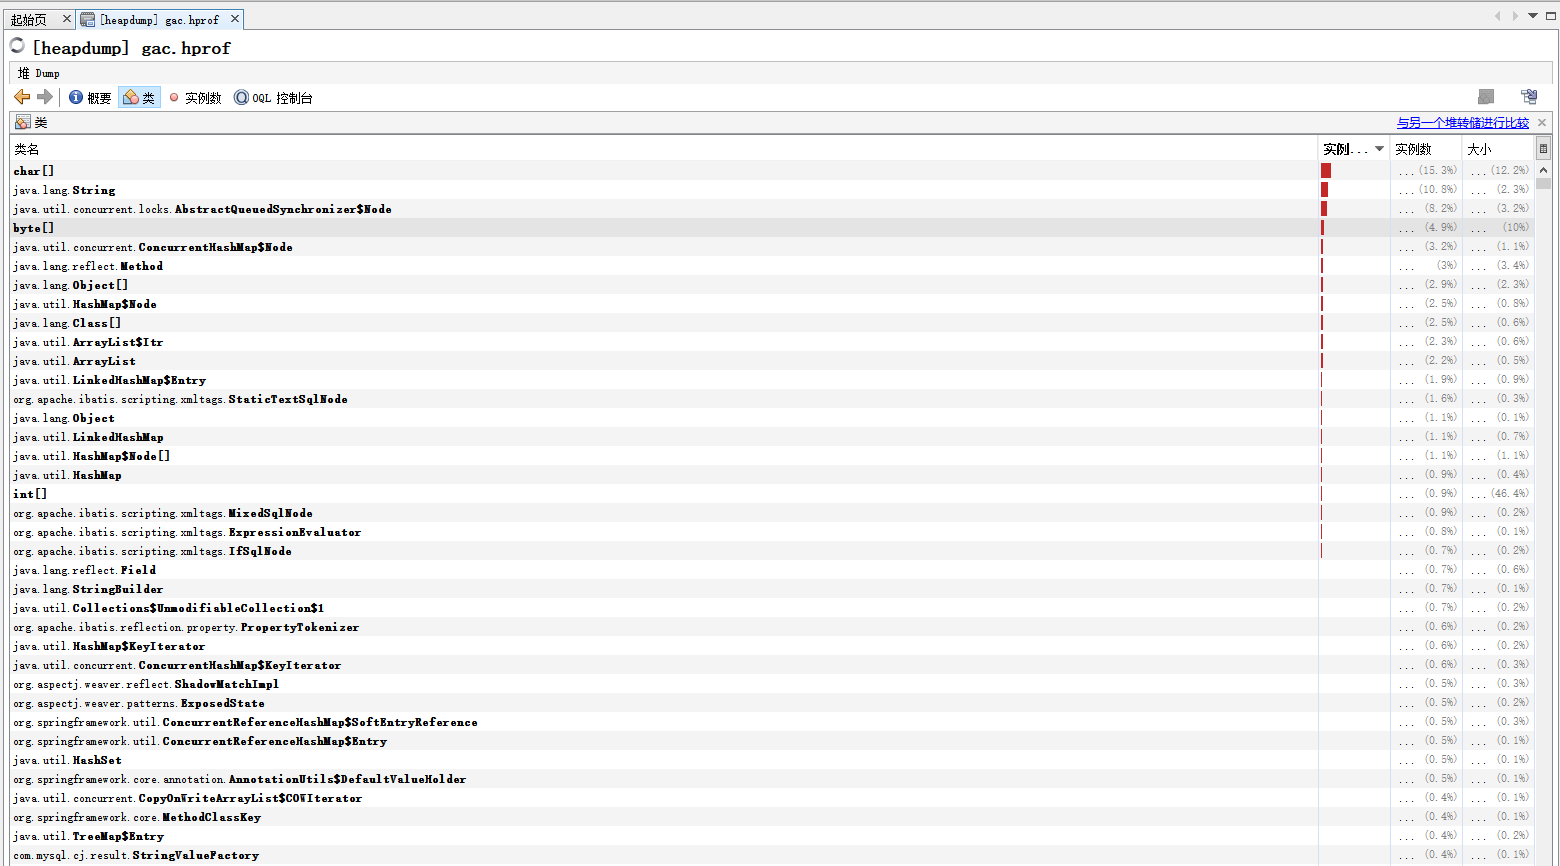 起始页 [heapdump] gac.hprof
[heapdump] gac.hprof
堆 Dump
概要 类 实例数 OQL 控制台
类 与另一个堆转储进行比较
类名 实例... 实例数 大小
char[] ... (15.3%) ... (12.2%)
java.lang.String ... (10.8%) ... (2.3%)
java.util.concurrent.locks.AbstractQueuedSynchronizer$Node ... (8.2%) ... (3.2%)
byte[] ... (4.9%) ... (10%)
java.util.concurrent.ConcurrentHashMap$Node ... (3.2%) ... (1.1%)
java.lang.reflect.Method ... (3%) ... (3.4%)
java.lang.Object[] ... (2.9%) ... (2.3%)
java.util.HashMap$Node ... (2.5%) ... (0.8%)
java.lang.Class[] ... (2.5%) ... (0.6%)
java.util.ArrayList$Itr ... (2.3%) ... (0.6%)
java.util.ArrayList ... (2.2%) ... (0.5%)
java.util.LinkedHashMap$Entry ... (1.9%) ... (0.9%)
org.apache.ibatis.scripting.xmltags.StaticTextSqlNode ... (1.6%) ... (0.3%)
java.lang.Object ... (1.1%) ... (0.1%)
java.util.LinkedHashMap ... (1.1%) ... (0.7%)
java.util.HashMap$Node[] ... (1.1%) ... (1.1%)
java.util.HashMap ... (0.9%) ... (0.4%)
int[] ... (0.9%) ... (46.4%)
org.apache.ibatis.scripting.xmltags.MixedSqlNode ... (0.9%) ... (0.2%)
org.apache.ibatis.scripting.xmltags.ExpressionEvaluator ... (0.8%) ... (0.1%)
org.apache.ibatis.scripting.xmltags.IfSqlNode ... (0.7%) ... (0.2%)
java.lang.reflect.Field ... (0.7%) ... (0.6%)
java.lang.StringBuilder ... (0.7%) ... (0.1%)
java.util.Collections$UnmodifiableCollection$1 ... (0.7%) ... (0.2%)
org.apache.ibatis.reflection.property.PropertyTokenizer ... (0.6%) ... (0.2%)
java.util.HashMap$KeyIterator ... (0.6%) ... (0.2%)
java.util.concurrent.ConcurrentHashMap$KeyIterator ... (0.6%) ... (0.3%)
org.aspectj.weaver.reflect.ShadowMatchImpl ... (0.5%) ... (0.3%)
org.aspectj.weaver.patterns.ExposedState ... (0.5%) ... (0.2%)
org.springframework.util.ConcurrentReferenceHashMap$SoftEntryReference ... (0.5%) ... (0.3%)
org.springframework.util.ConcurrentReferenceHashMap$Entry ... (0.5%) ... (0.1%)
java.util.HashSet ... (0.5%) ... (0.1%)
org.springframework.core.annotation.AnnotationUtils$DefaultValueHolder ... (0.5%) ... (0.1%)
java.util.concurrent.CopyOnWriteArrayList$COWIterator ... (0.4%) ... (0.1%)
org.springframework.core.MethodClassKey ... (0.4%) ... (0.1%)
java.util.TreeMap$Entry ... (0.4%) ... (0.2%)
com.mysql.cj.result.StringValueFactory ... (0.4%) ... (0.1%)